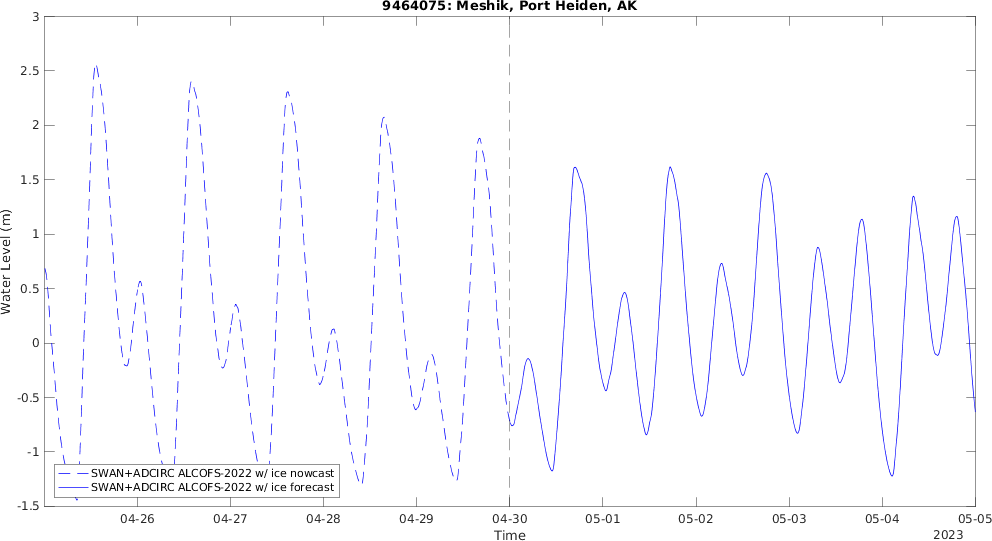 9464075: Meshik, Port Heiden, AK
3
2.5
2
1.5
1
0.5
0
-0.5
-1
-1.5
Water Level (m)
SWAN+ADCIRC ALCOFS-2022 w/ ice nowcast
SWAN+ADCIRC ALCOFS-2022 w/ ice forecast
04-26 04-27 04-28 04-29 04-30 05-01 05-02 05-03 05-04 05-05
Time
2023